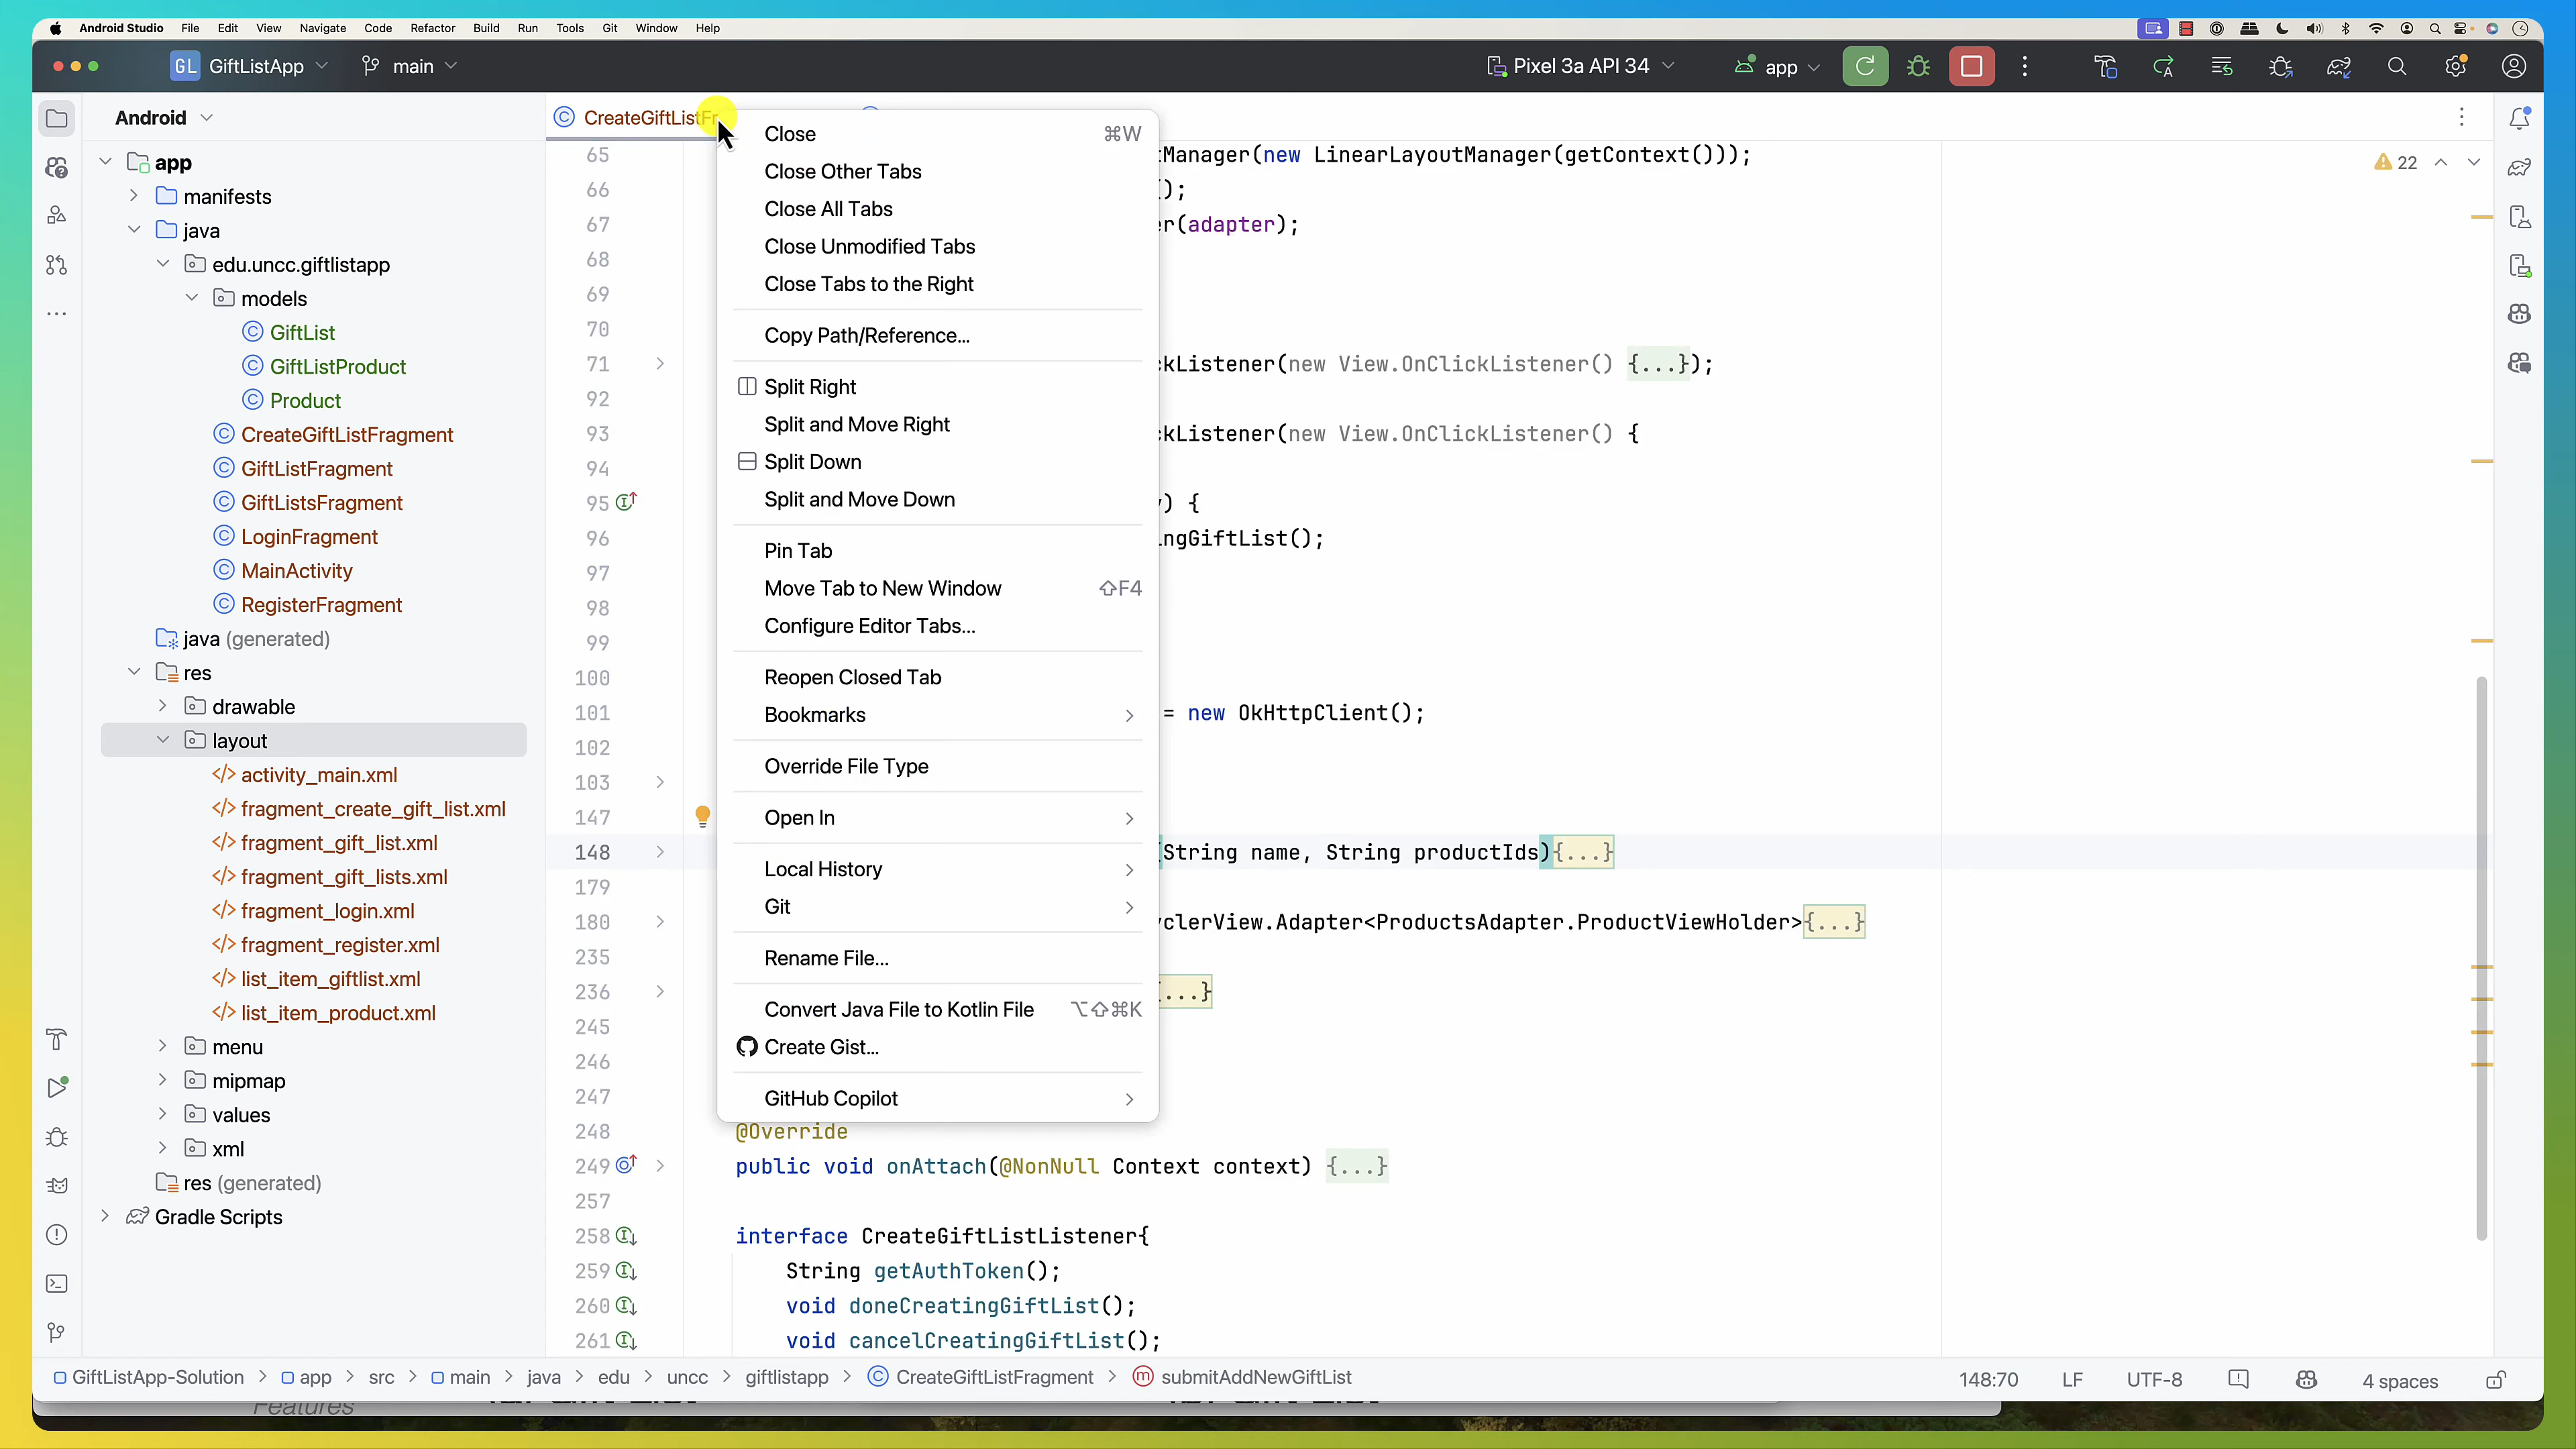 Android Studio File Edit View Navigate Code Refactor Build Run Tools Git Window Help
GL GiftListApp main Pixel 3a API 34 app
Android
CreateGiftListFr
app
manifests
java
edu.uncc.giftlistapp
models
GiftList
GiftListProduct
Product
CreateGiftListFragment
GiftListFragment
GiftListsFragment
LoginFragment
MainActivity
RegisterFragment
java (generated)
res
drawable
layout
activity_main.xml
fragment_create_gift_list.xml
fragment_gift_list.xml
fragment_gift_lists.xml
fragment_login.xml
fragment_register.xml
list_item_giftlist.xml
list_item_product.xml
menu
mipmap
values
xml
res (generated)
Gradle Scripts
Close ⌘W
Close Other Tabs
Close All Tabs
Close Unmodified Tabs
Close Tabs to the Right
Copy Path/Reference...
Split Right
Split and Move Right
Split Down
Split and Move Down
Pin Tab
Move Tab to New Window ⇧F4
Configure Editor Tabs...
Reopen Closed Tab
Bookmarks
Override File Type
Open In
Local History
Git
Rename File...
Convert Java File to Kotlin File ⌥⇧⌘K
Create Gist...
GitHub Copilot
22
65 tManager(new LinearLayoutManager(getContext()));
66 ();
67 er(adapter);
68
69
70
71 ckListener(new View.OnClickListener() {...});
92
93 ckListener(new View.OnClickListener() {
94
95 ) {
96 ngGiftList();
97
98
99
100
101 = new OkHttpClient();
102
103
147
148 (String name, String productIds){...}
179
180 yclerView.Adapter<ProductsAdapter.ProductViewHolder>{...}
235
236 {...}
245
246
247
248 @Override
249 public void onAttach(@NonNull Context context) {...}
257
258 interface CreateGiftListListener{
259 String getAuthToken();
260 void doneCreatingGiftList();
261 void cancelCreatingGiftList();
GiftListApp-Solution > app > src > main > java > edu > uncc > giftlistapp > CreateGiftListFragment > submitAddNewGiftList 148:70 LF UTF-8 4 spaces
Features